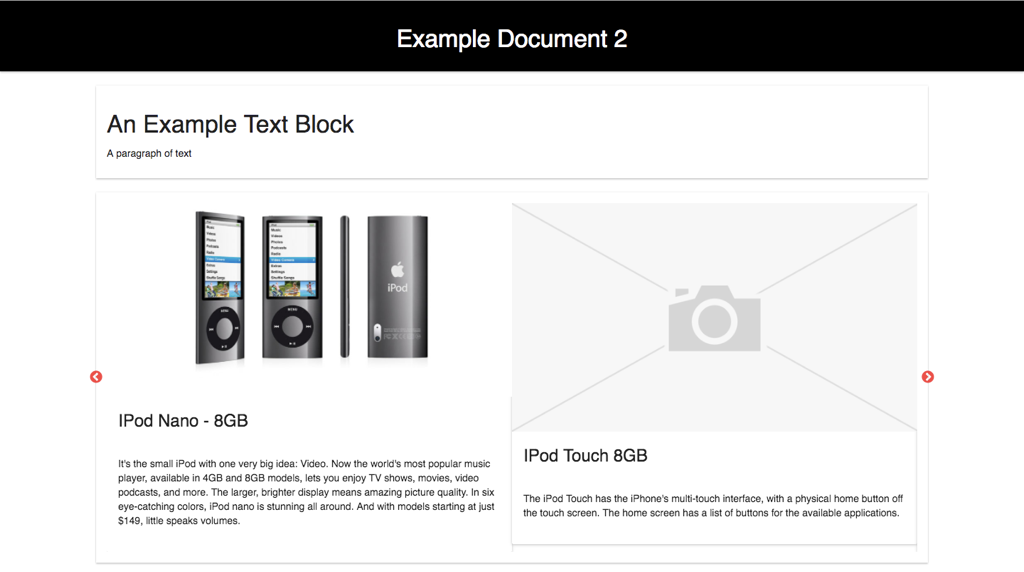 Example Document 2
An Example Text Block
A paragraph of text
iPod
IPod Nano - 8GB
It's the small iPod with one very big idea: Video. Now the world's most popular music
player, available in 4GB and 8GB models, lets you enjoy TV shows, movies, video
podcasts, and more. The larger, brighter display means amazing picture quality. In six
eye-catching colors, iPod nano is stunning all around. And with models starting at just
$149, little speaks volumes.
IPod Touch 8GB
The iPod Touch has the iPhone's multi-touch interface, with a physical home button off
the touch screen. The home screen has a list of buttons for the available applications.